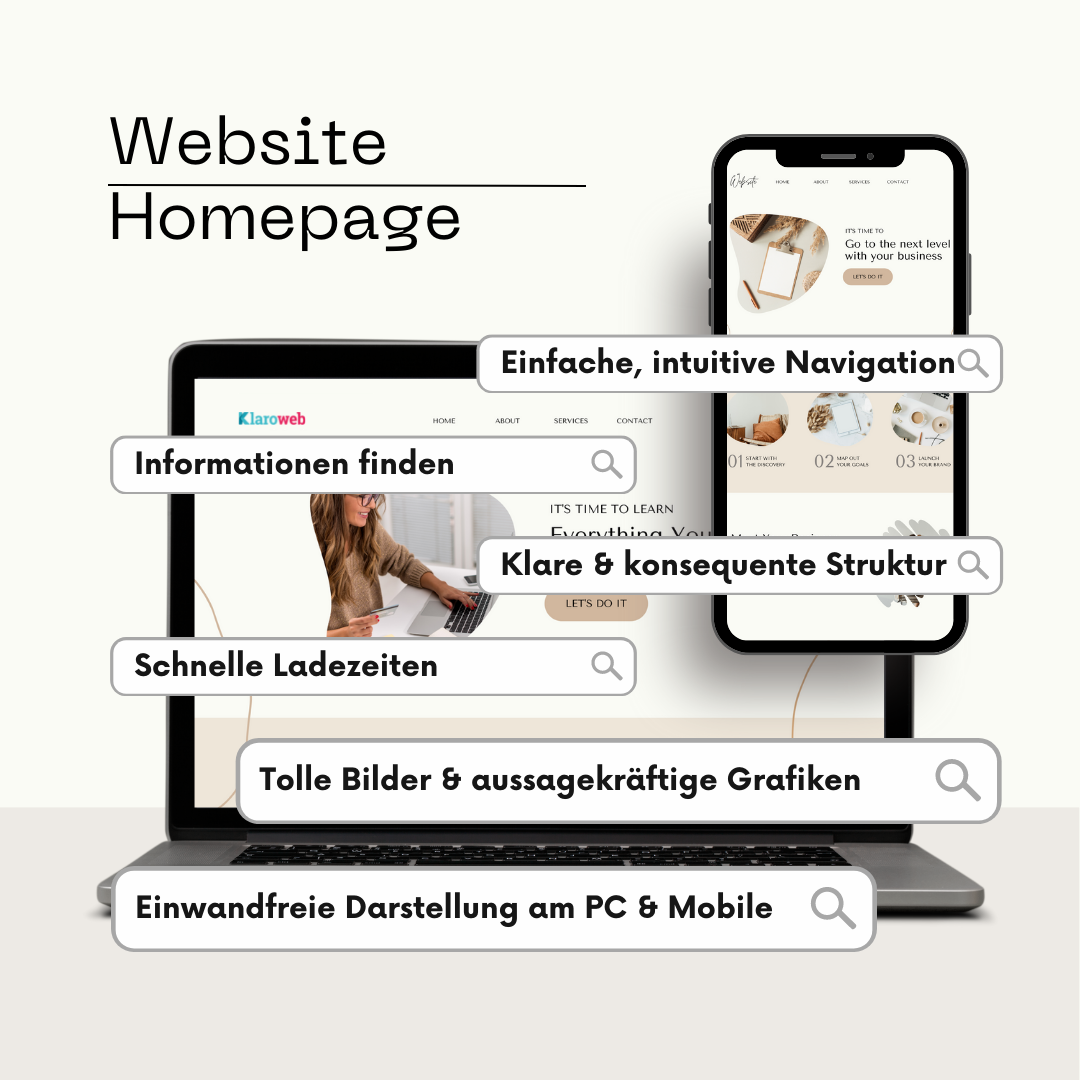 Website
Homepage
Website
HOME ABOUT SERVICES CONTACT
IT'S TIME TO
Go to the next level
with your business
LET'S DO IT
Einfache, intuitive Navigation
Klaroweb
HOME ABOUT SERVICES CONTACT
Informationen finden
01 START WITH
THE DISCOVERY
02 MAP OUT
YOUR GOALS
03 LAUNCH
YOUR BRAND
IT'S TIME TO LEARN
Everything You
Klare & konsequente Struktur
LET'S DO IT
Schnelle Ladezeiten
Tolle Bilder & aussagekräftige Grafiken
Einwandfreie Darstellung am PC & Mobile